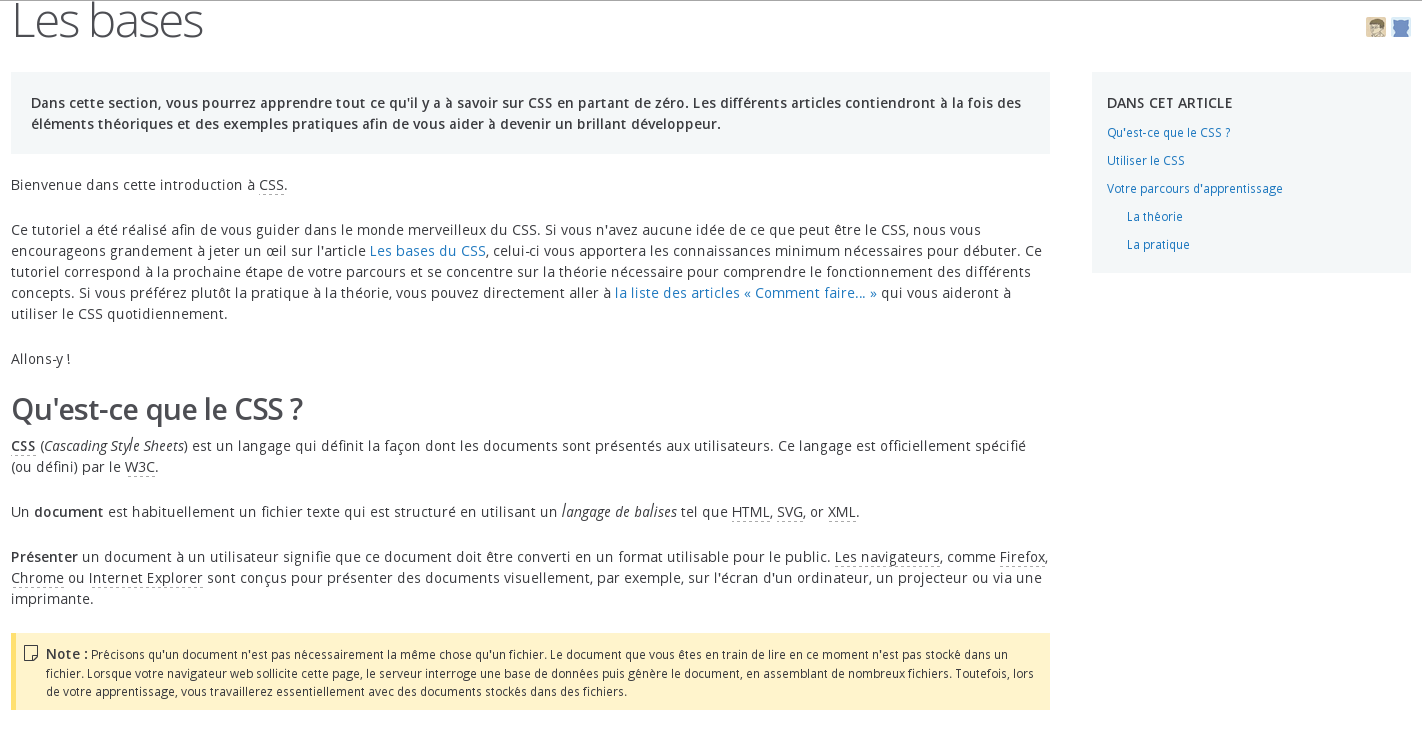 Les bases
Dans cette section, vous pourrez apprendre tout ce qu'il y a à savoir sur CSS en partant de zéro. Les différents articles contiendront à la fois des
éléments théoriques et des exemples pratiques afin de vous aider à devenir un brillant développeur.
Bienvenue dans cette introduction à CSS.
Ce tutoriel a été réalisé afin de vous guider dans le monde merveilleux du CSS. Si vous n'avez aucune idée de ce que peut être le CSS, nous vous
encourageons grandement à jeter un œil sur l'article Les bases du CSS, celui-ci vous apportera les connaissances minimum nécessaires pour débuter. Ce
tutoriel correspond à la prochaine étape de votre parcours et se concentre sur la théorie nécessaire pour comprendre le fonctionnement des différents
concepts. Si vous préférez plutôt la pratique à la théorie, vous pouvez directement aller à la liste des articles « Comment faire... » qui vous aideront à
utiliser le CSS quotidiennement.
Allons-y !
Qu'est-ce que le CSS ?
CSS (Cascading Style Sheets) est un langage qui définit la façon dont les documents sont présentés aux utilisateurs. Ce langage est officiellement spécifié
(ou défini) par le W3C.
Un document est habituellement un fichier texte qui est structuré en utilisant un langage de balises tel que HTML, SVG, or XML.
Présenter un document à un utilisateur signifie que ce document doit être converti en un format utilisable pour le public. Les navigateurs, comme Firefox,
Chrome ou Internet Explorer sont conçus pour présenter des documents visuellement, par exemple, sur l'écran d'un ordinateur, un projecteur ou via une
imprimante.
Note : Précisons qu'un document n'est pas nécessairement la même chose qu'un fichier. Le document que vous êtes en train de lire en ce moment n'est pas stocké dans un
fichier. Lorsque votre navigateur web sollicite cette page, le serveur interroge une base de données puis génère le document, en assemblant de nombreux fichiers. Toutefois, lors
de votre apprentissage, vous travaillerez essentiellement avec des documents stockés dans des fichiers.
DANS CET ARTICLE
Qu'est-ce que le CSS ?
Utiliser le CSS
Votre parcours d'apprentissage
La théorie
La pratique